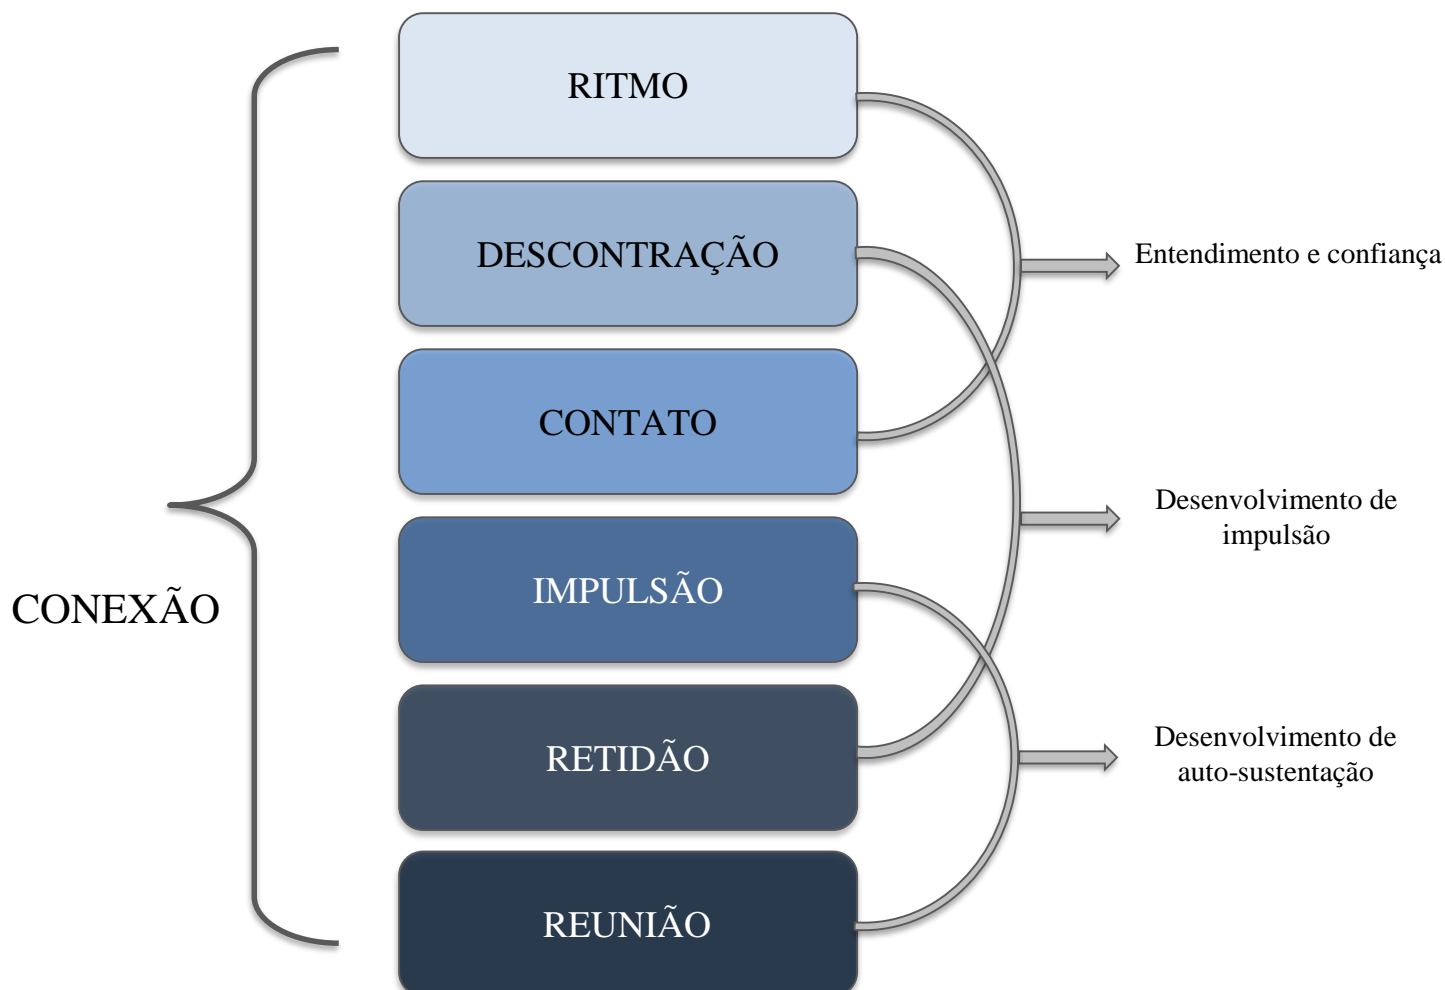 RITMO
DESCONTRAÇÃO
Entendimento e confiança
CONTATO
Desenvolvimento de
impulsão
IMPULSÃO
CONEXÃO
RETIDÃO
Desenvolvimento de
auto-sustentação
REUNIÃO